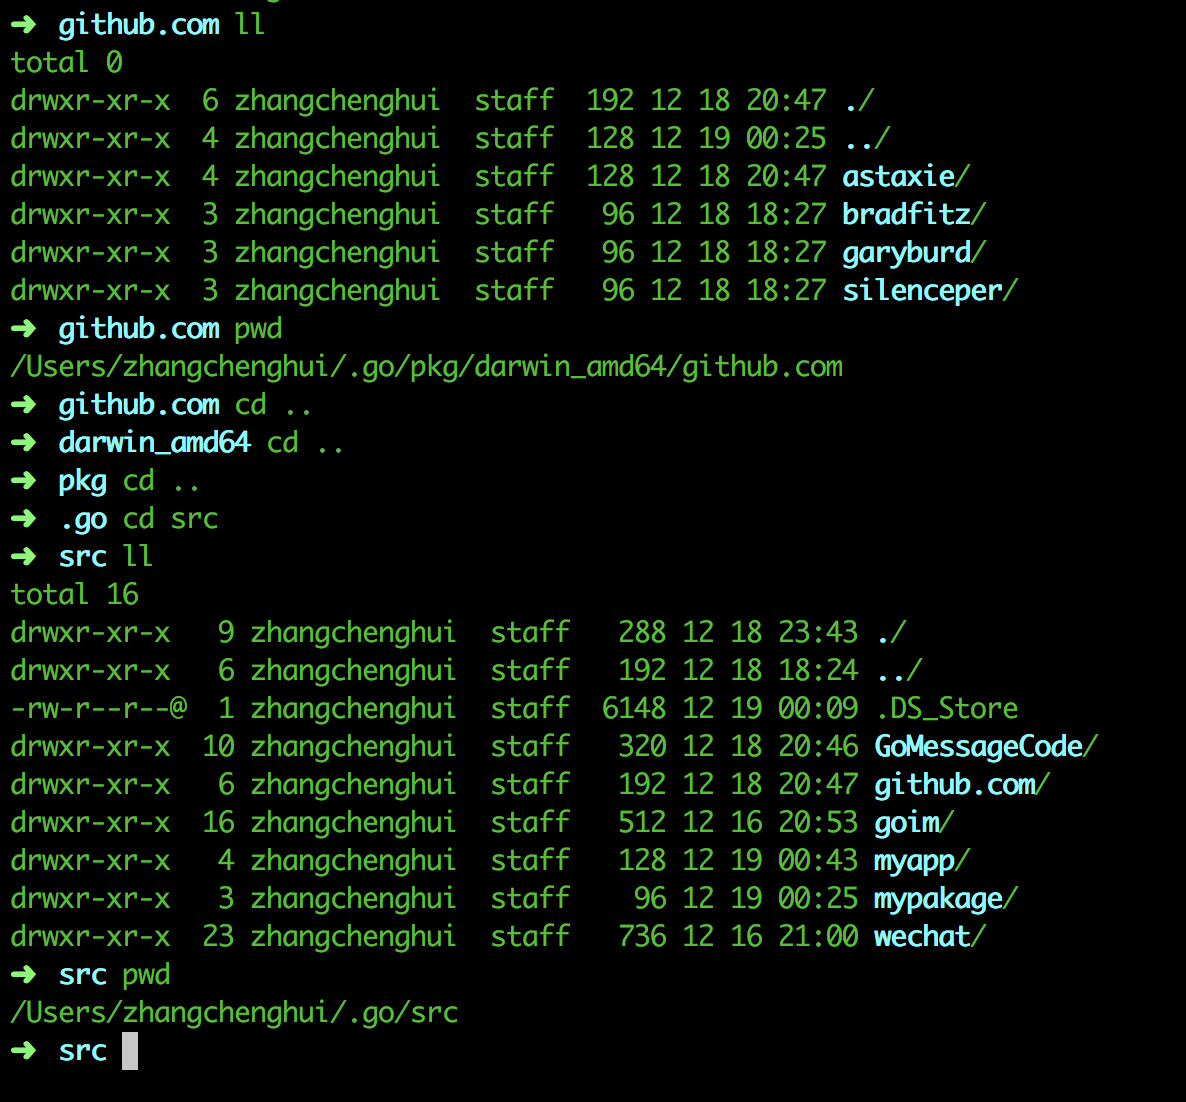 ➜ github.com ll
total 0
drwxr-xr-x  6 zhangchenghui  staff  192 12 18 20:47 ./
drwxr-xr-x  4 zhangchenghui  staff  128 12 19 00:25 ../
drwxr-xr-x  4 zhangchenghui  staff  128 12 18 20:47 astaxie/
drwxr-xr-x  3 zhangchenghui  staff   96 12 18 18:27 bradfitz/
drwxr-xr-x  3 zhangchenghui  staff   96 12 18 18:27 garyburd/
drwxr-xr-x  3 zhangchenghui  staff   96 12 18 18:27 silenceper/
➜ github.com pwd
/Users/zhangchenghui/.go/pkg/darwin_amd64/github.com
➜ github.com cd ..
➜ darwin_amd64 cd ..
➜ pkg cd ..
➜ .go cd src
➜ src ll
total 16
drwxr-xr-x   9 zhangchenghui  staff   288 12 18 23:43 ./
drwxr-xr-x   6 zhangchenghui  staff   192 12 18 18:24 ../
-rw-r--r--@  1 zhangchenghui  staff  6148 12 19 00:09 .DS_Store
drwxr-xr-x  10 zhangchenghui  staff   320 12 18 20:46 GoMessageCode/
drwxr-xr-x   6 zhangchenghui  staff   192 12 18 20:47 github.com/
drwxr-xr-x  16 zhangchenghui  staff   512 12 16 20:53 goim/
drwxr-xr-x   4 zhangchenghui  staff   128 12 19 00:43 myapp/
drwxr-xr-x   3 zhangchenghui  staff    96 12 19 00:25 mypakage/
drwxr-xr-x  23 zhangchenghui  staff   736 12 16 21:00 wechat/
➜ src pwd
/Users/zhangchenghui/.go/src
➜ src